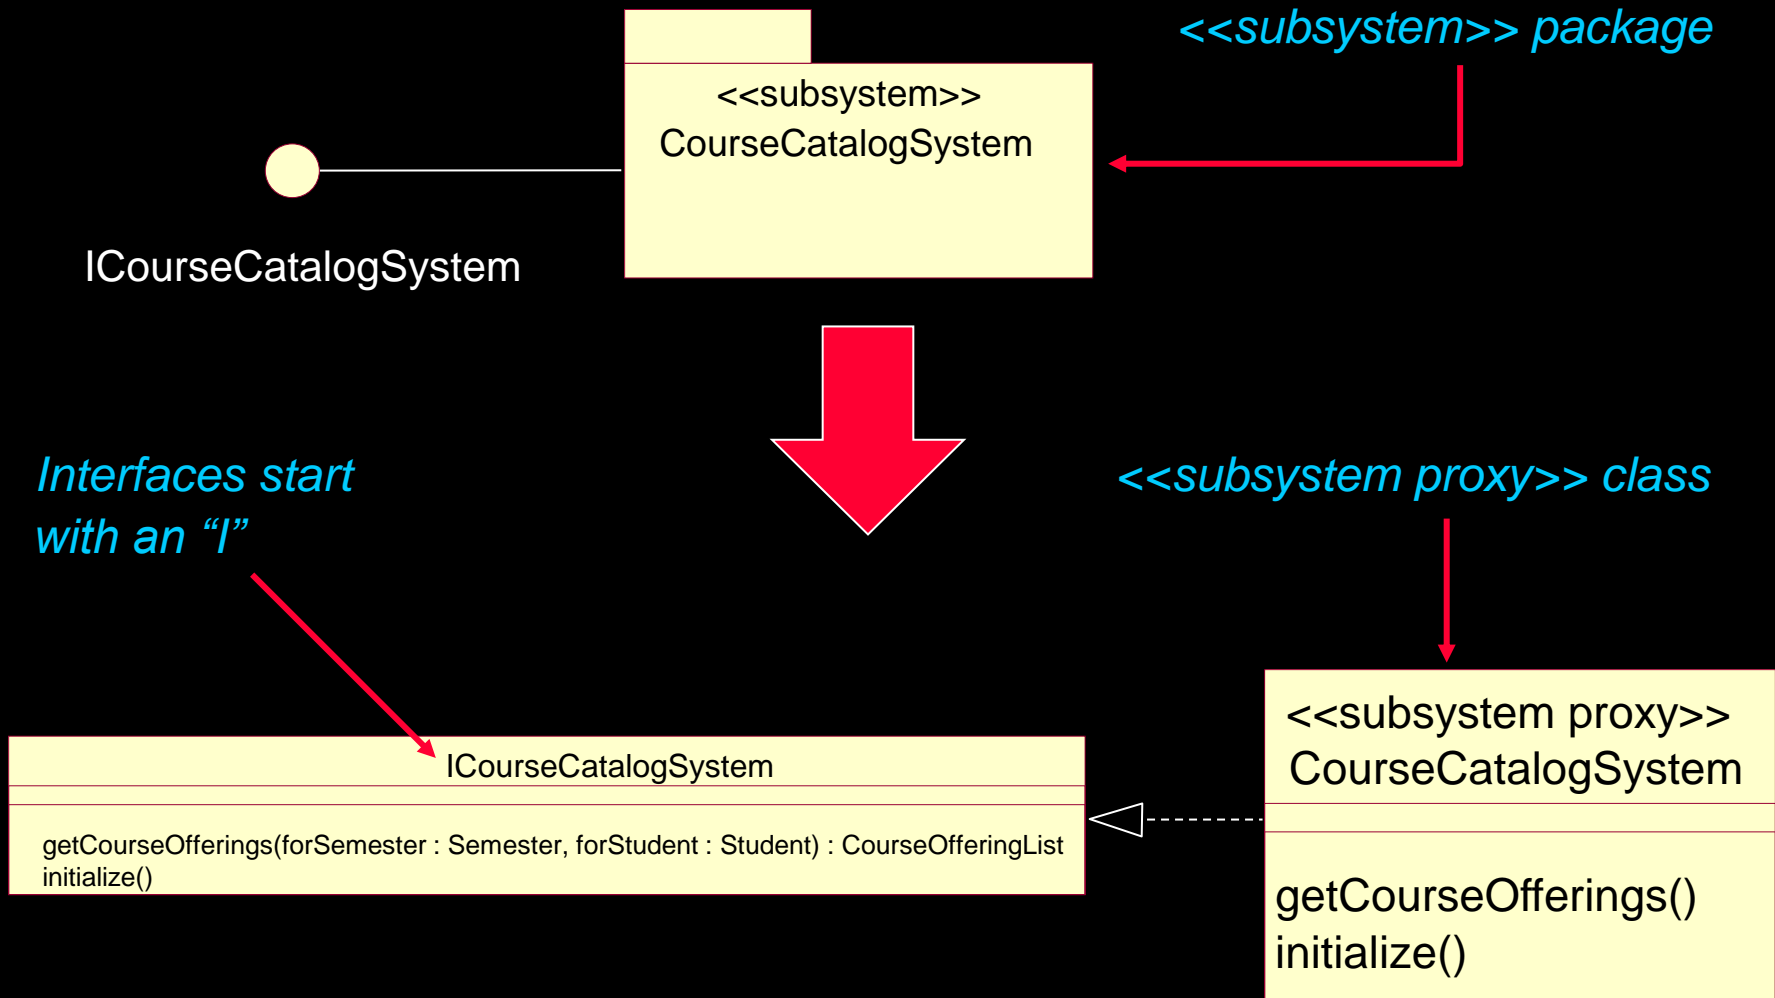 <<subsystem>> package
<<subsystem>>
CourseCatalogSystem
ICourseCatalogSystem
Interfaces start
with an “I”
<<subsystem proxy>> class
<<subsystem proxy>>
CourseCatalogSystem
ICourseCatalogSystem
getCourseOfferings(forSemester : Semester, forStudent : Student) : CourseOfferingList
initialize()
getCourseOfferings()
initialize()